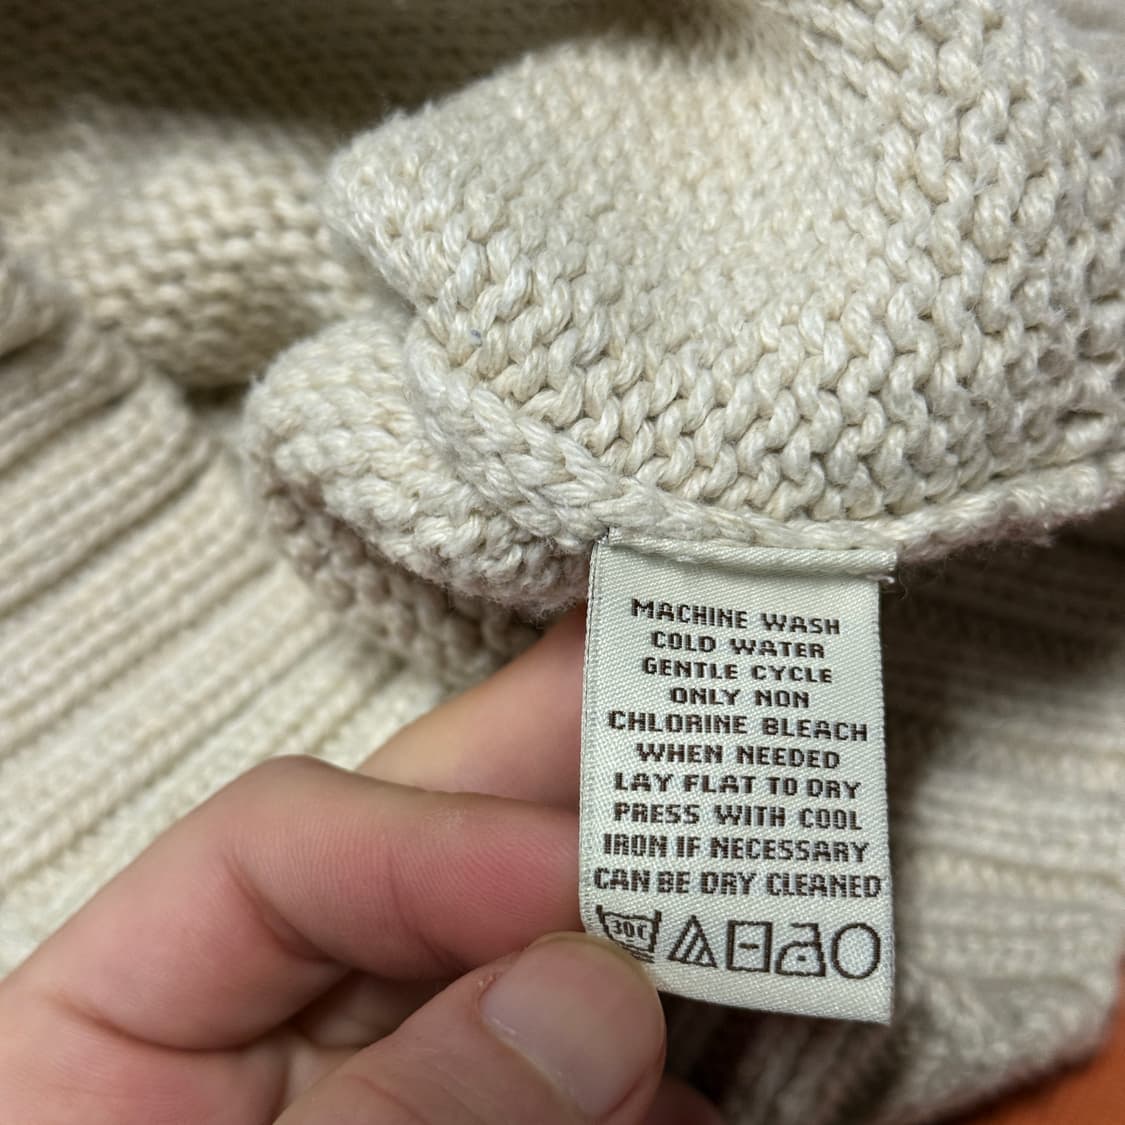 MACHINE WASH
COLD WATER
GENTLE CYCLE
ONLY NON
CHLORINE BLEACH
WHEN NEEDED
LAY FLAT TO DRY
PRESS WITH COOL
IRON IF NECESSARY
CAN BE DRY CLEANED
30C